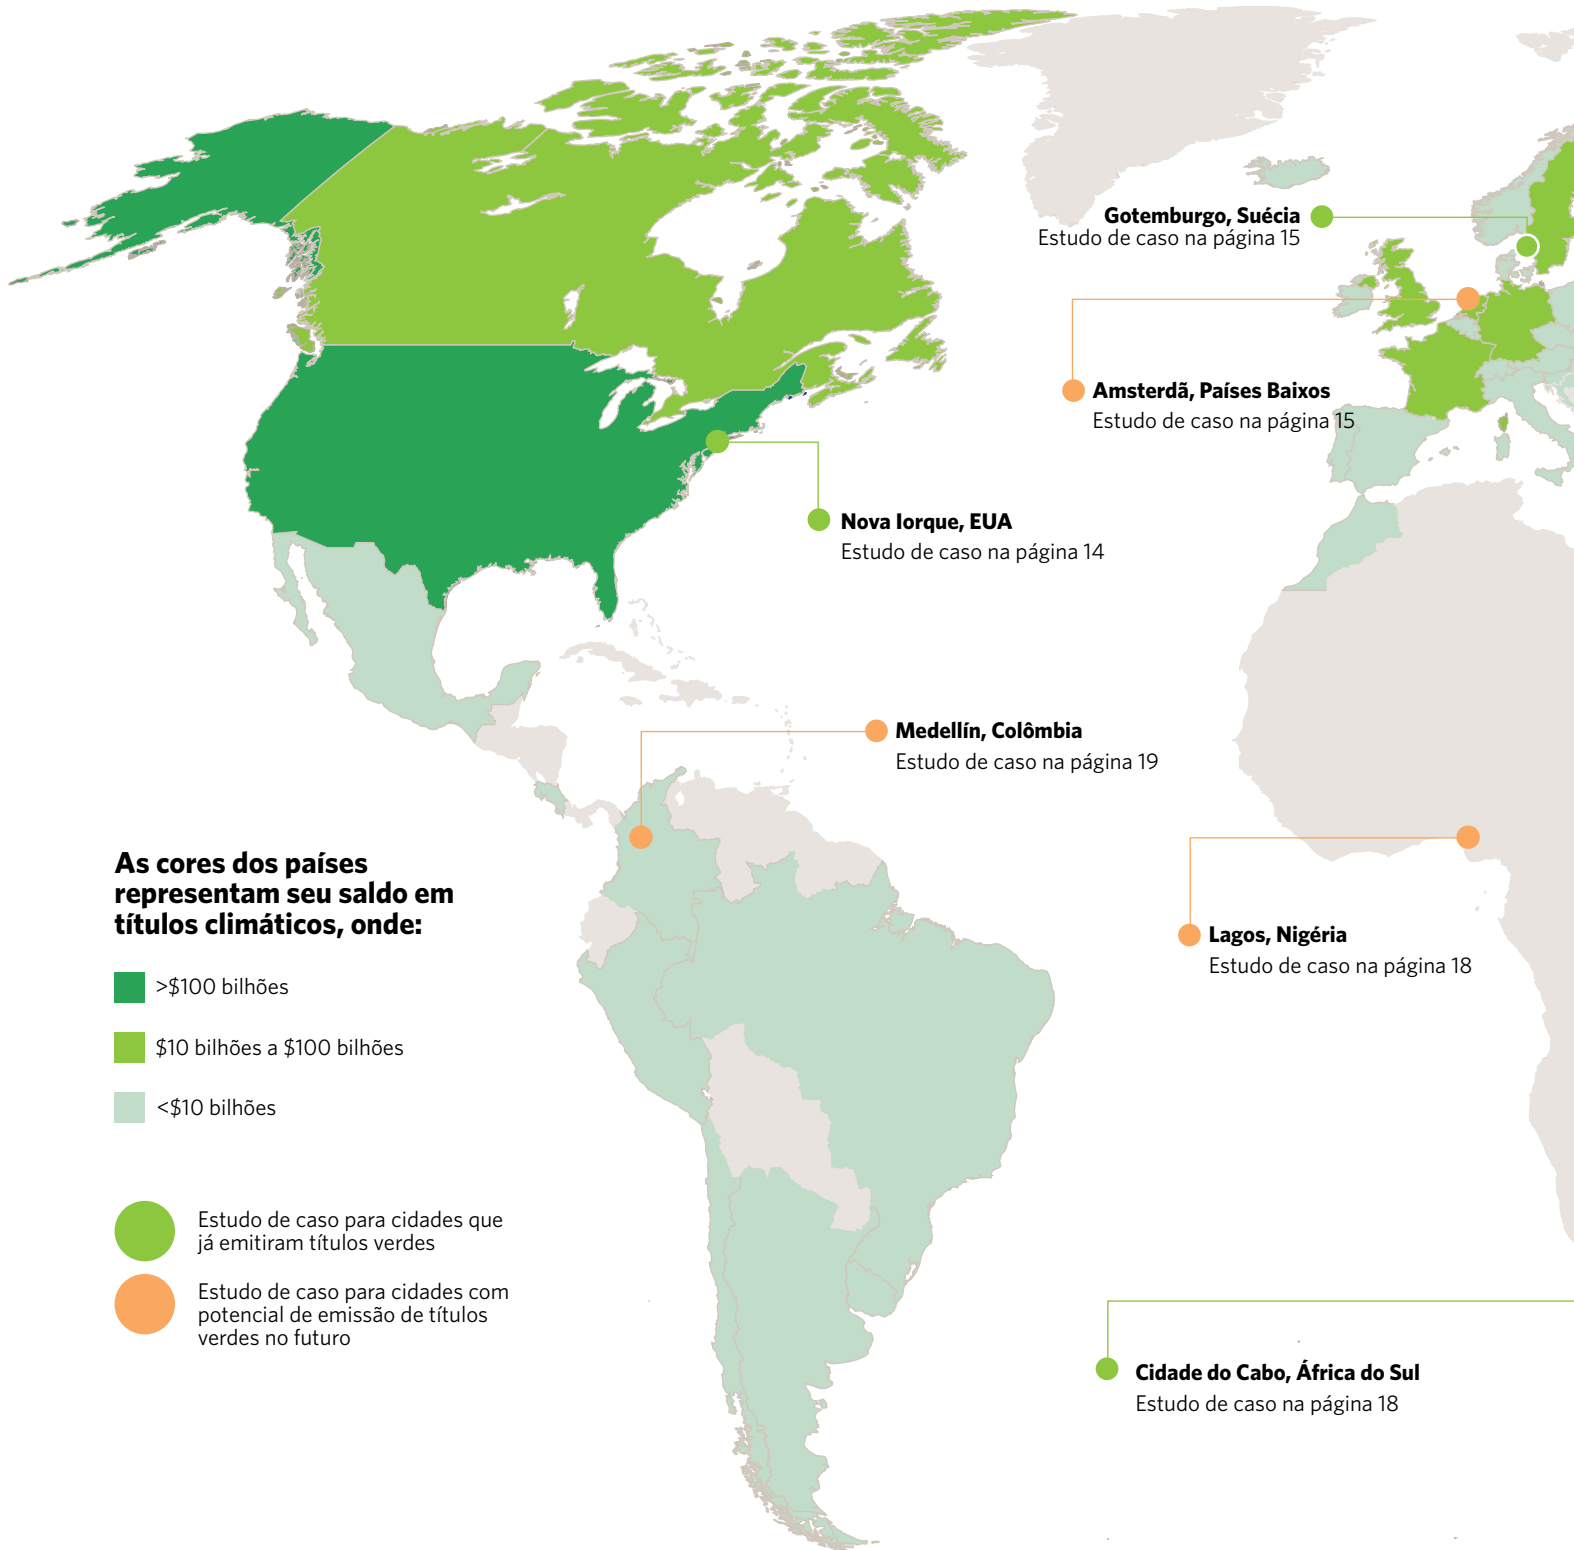 Gotemburgo, Suécia
Estudo de caso na página 15
Amsterdã, Países Baixos
Estudo de caso na página 15
Nova Iorque, EUA
Estudo de caso na página 14
Medellín, Colômbia
Estudo de caso na página 19
As cores dos países
representam seu saldo em
títulos climáticos, onde:
>$100 bilhões
$10 bilhões a $100 bilhões
<$10 bilhões
Lagos, Nigéria
Estudo de caso na página 18
Estudo de caso para cidades que
já emitiram títulos verdes
Estudo de caso para cidades com
potencial de emissão de títulos
verdes no futuro
Cidade do Cabo, África do Sul
Estudo de caso na página 18